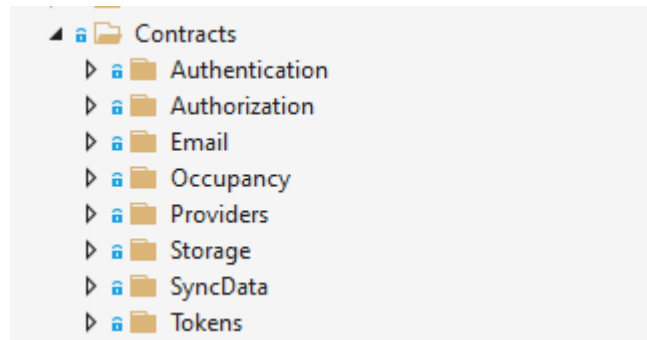 Contracts
Authentication
Authorization
Email
Occupancy
Providers
Storage
SyncData
Tokens